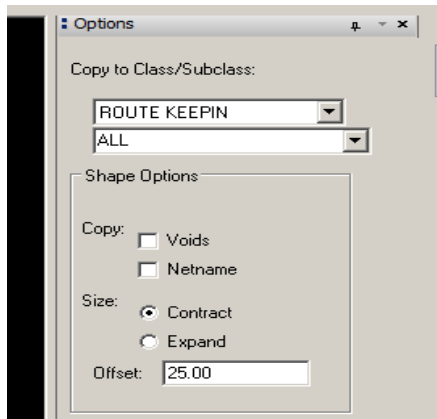 Options
Copy to Class/Subclass:
ROUTE KEEPIN
ALL
Shape Options
Copy:
Voids
Netname
Size:
Contract
Expand
Offset: 25.00